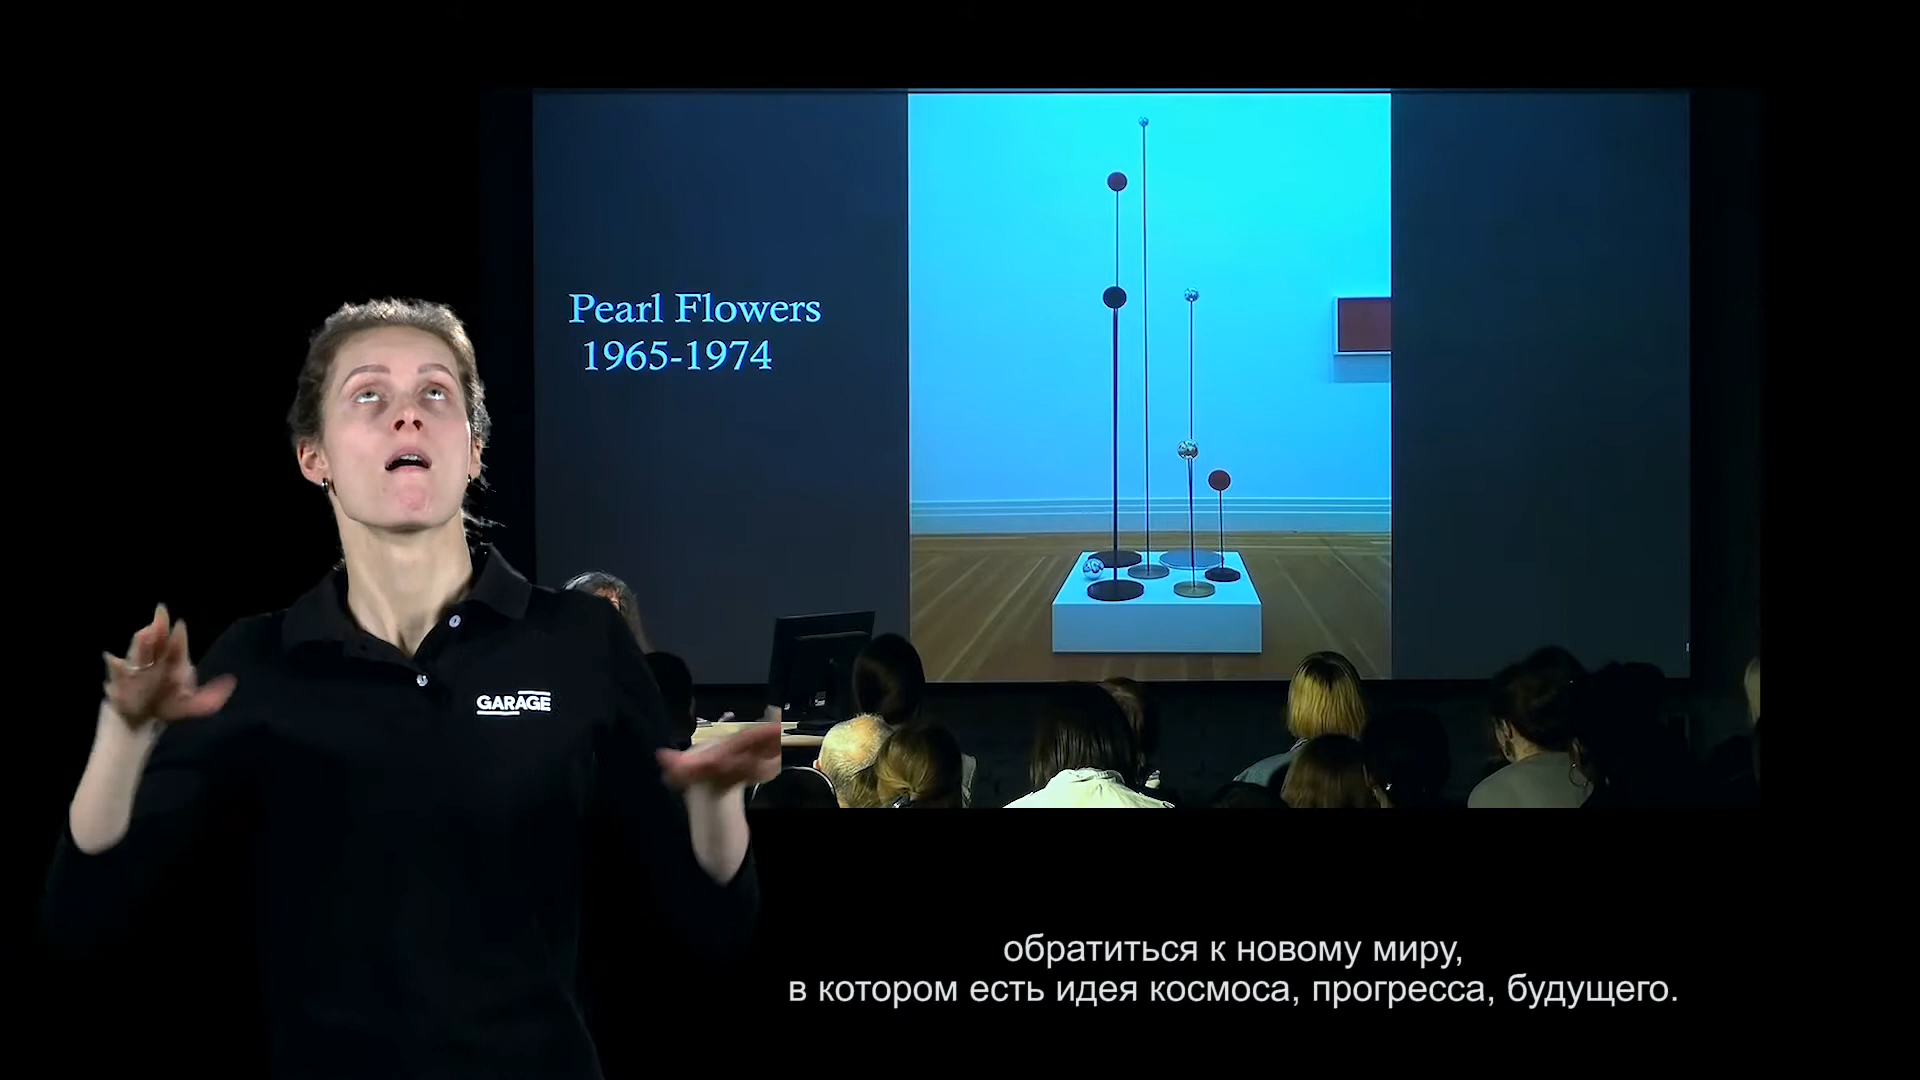 Pearl Flowers
1965-1974
GARAGE
обратиться к новому миру,
в котором есть идея космоса, прогресса, будущего.